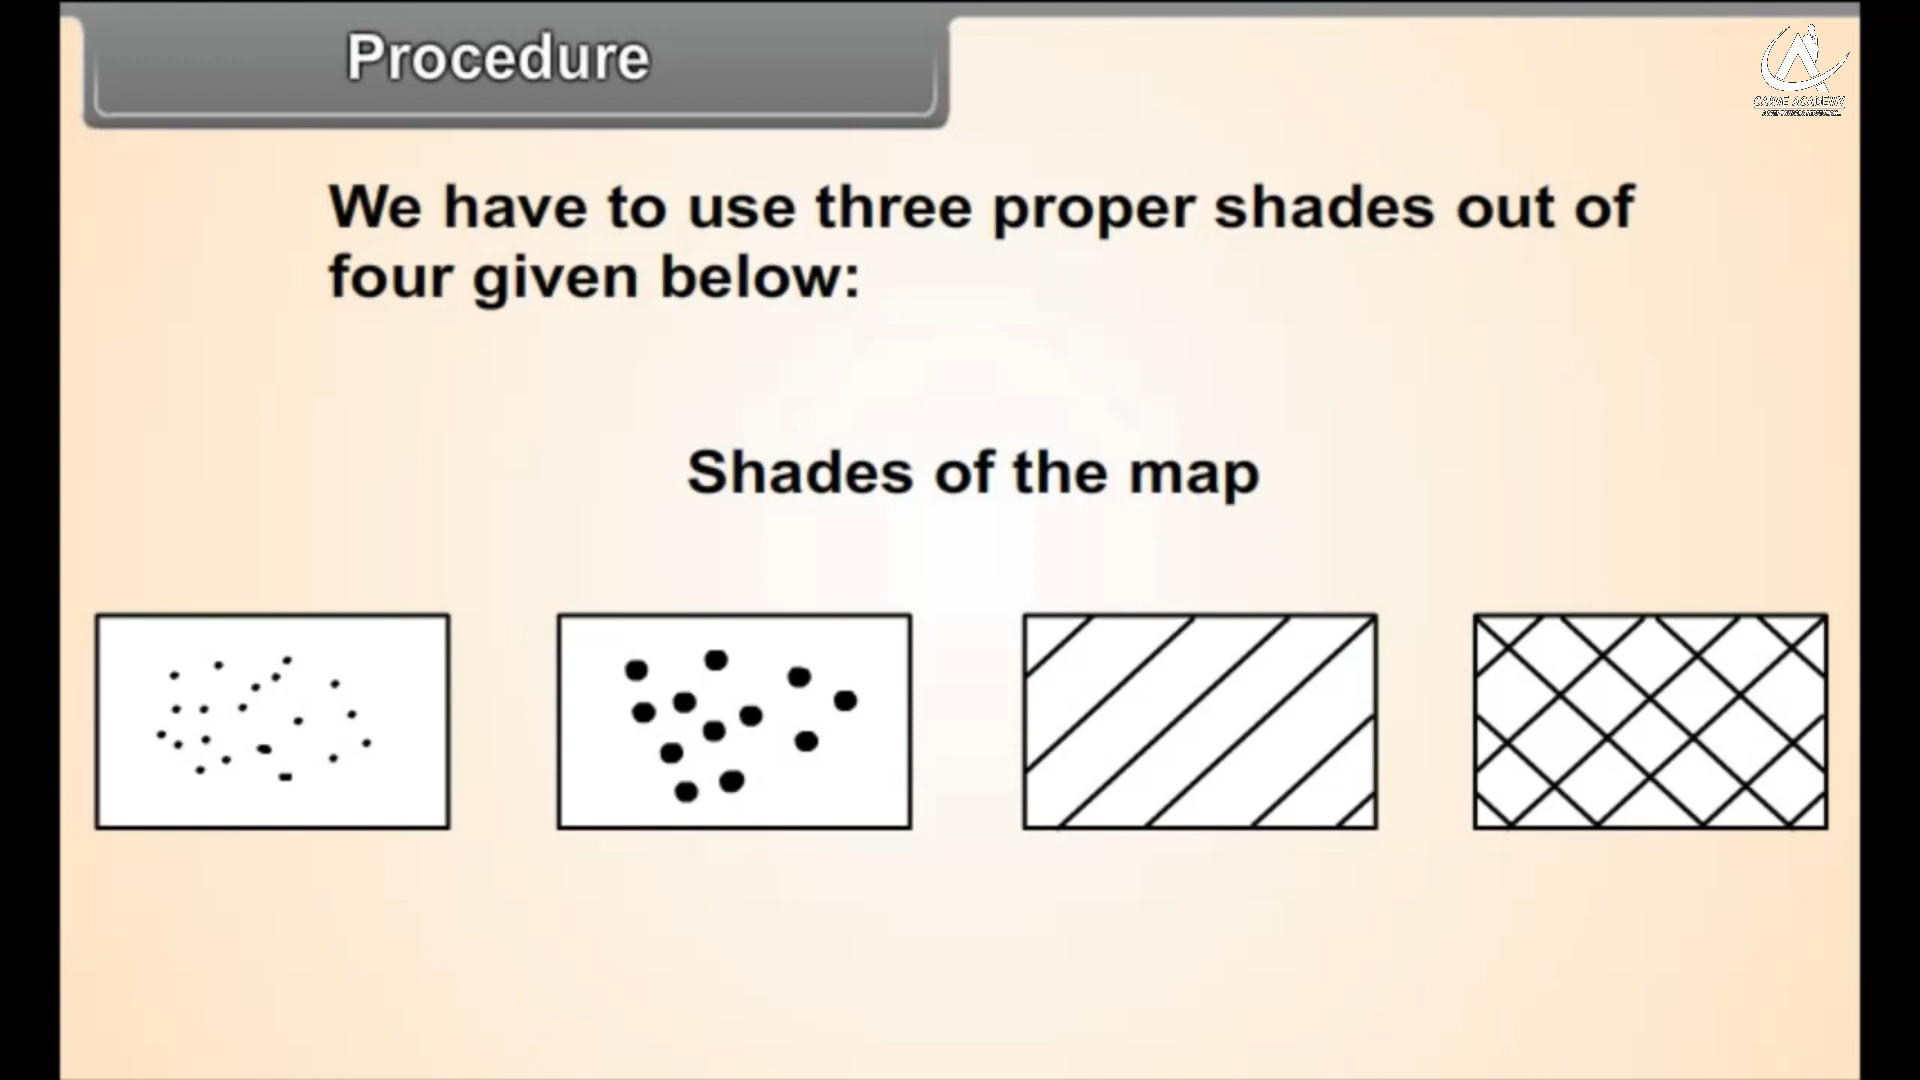 Procedure
We have to use three proper shades out of
four given below:
Shades of the map